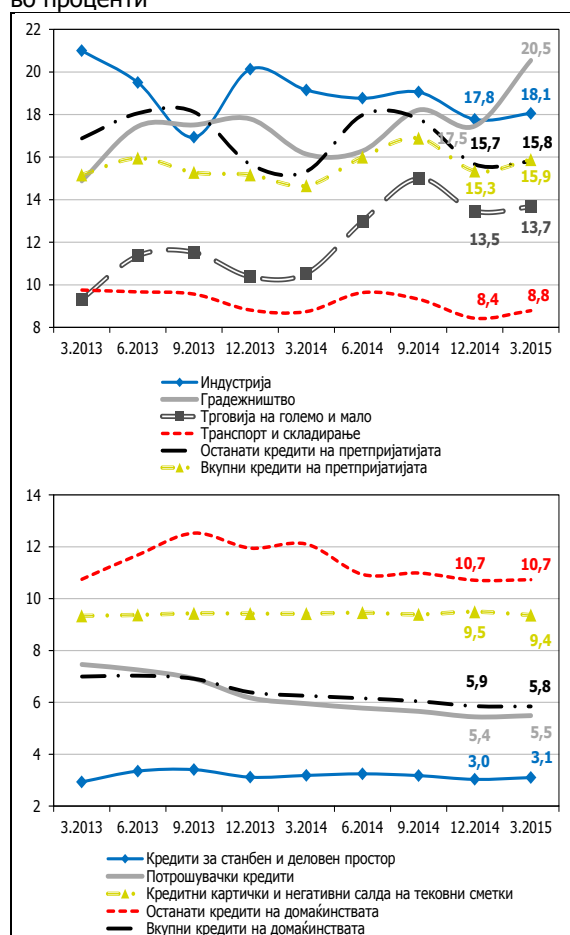 во проценти
22
20
18
16
14
12
10
8
20,5
17,8
18,1
17,5
15,7
15,8
15,3
15,9
13,5
13,7
8,4
8,8
3.2013 6.2013 9.2013 12.2013 3.2014 6.2014 9.2014 12.2014 3.2015
Индустрија
Градежништво
Трговија на големо и мало
Транспорт и складирање
Останати кредити на претпријатијата
Вкупни кредити на претпријатијата
14
12
10
8
6
4
2
10,7
10,7
9,5
9,4
5,9
5,8
5,4
5,5
3,0
3,1
3.2013 6.2013 9.2013 12.2013 3.2014 6.2014 9.2014 12.2014 3.2015
Кредити за станбен и деловен простор
Потрошувачки кредити
Кредитни картички и негативни салда на тековни сметки
Останати кредити на домаќинствата
Вкупни кредити на домаќинствата